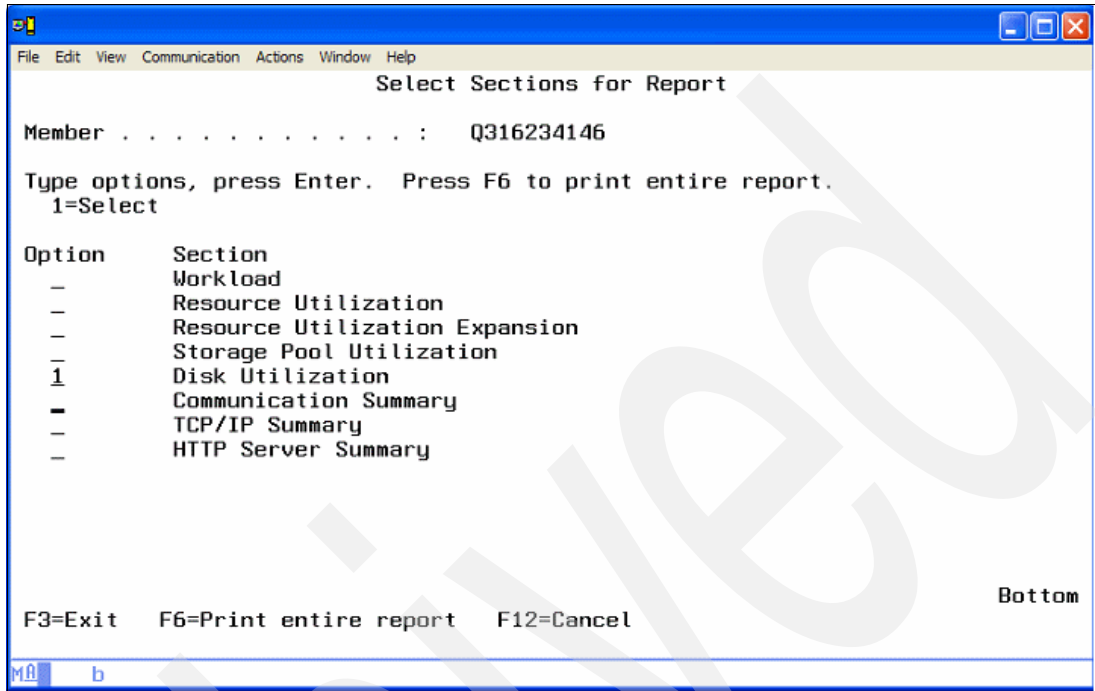 File Edit View Communication Actions Window Help
Select Sections for Report
Member . . . . . . . . . . . . : Q316234146
Type options, press Enter. Press F6 to print entire report.
1=Select
Option Section
_ Workload
_ Resource Utilization
_ Resource Utilization Expansion
_ Storage Pool Utilization
1 Disk Utilization
_ Communication Summary
_ TCP/IP Summary
_ HTTP Server Summary
Bottom
F3=Exit F6=Print entire report F12=Cancel
MA b